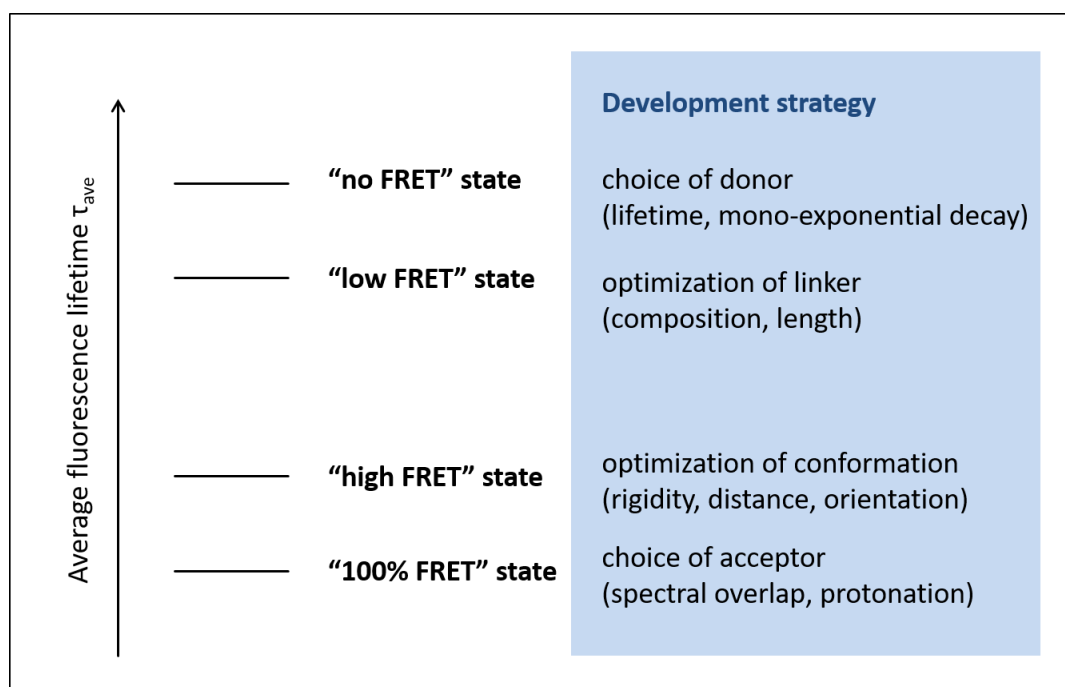 Average fluorescence lifetime τave
Development strategy
“no FRET” state
choice of donor
(lifetime, mono-exponential decay)
“low FRET” state
optimization of linker
(composition, length)
“high FRET” state
optimization of conformation
(rigidity, distance, orientation)
“100% FRET” state
choice of acceptor
(spectral overlap, protonation)